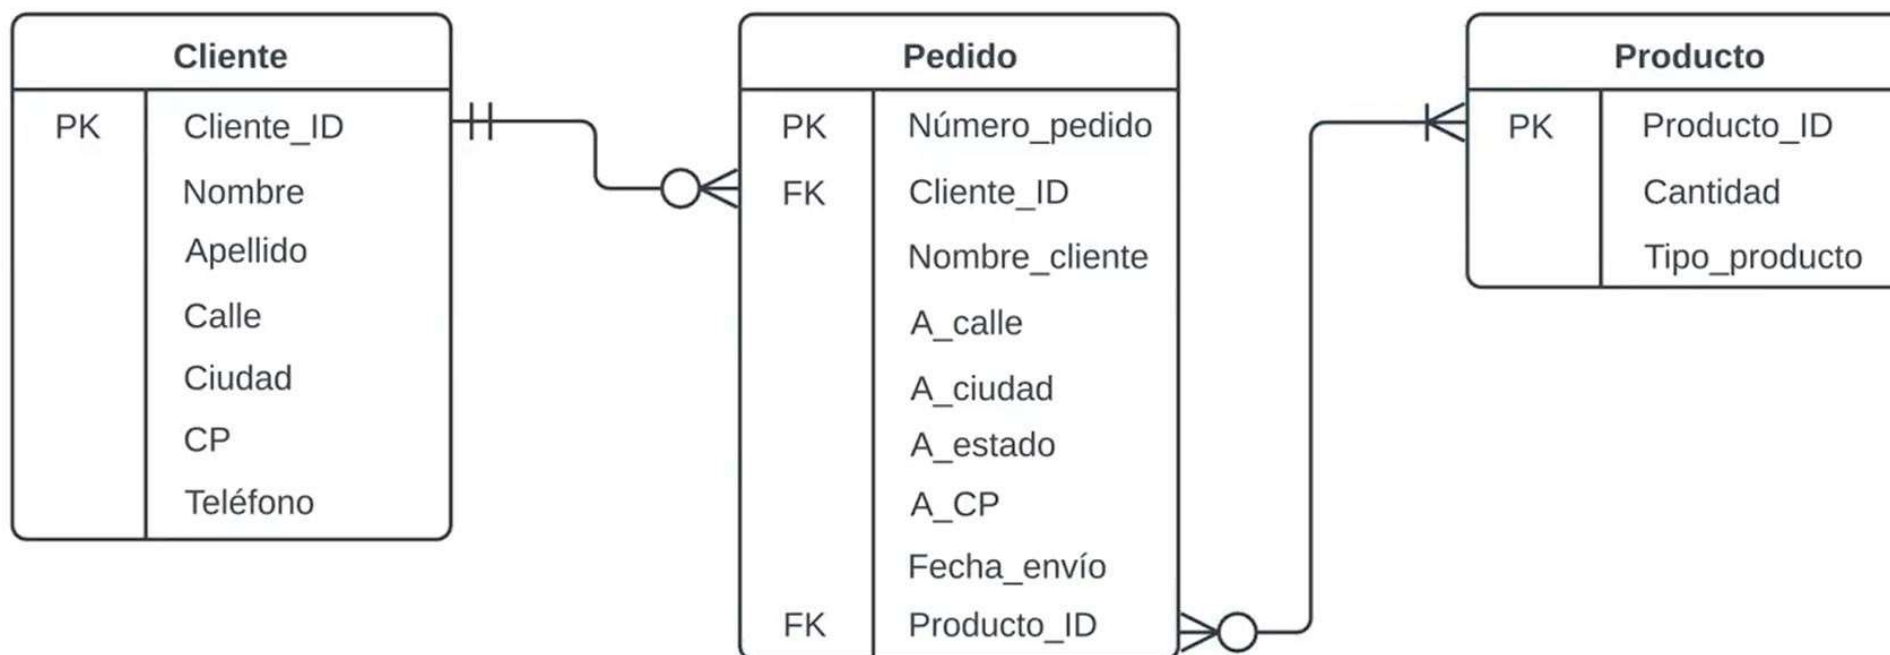 Cliente
PK Cliente_ID
Nombre
Apellido
Calle
Ciudad
CP
Teléfono
Pedido
PK Número_pedido
FK Cliente_ID
Nombre_cliente
A_calle
A_ciudad
A_estado
A_CP
Fecha_envío
FK Producto_ID
Producto
PK Producto_ID
Cantidad
Tipo_producto